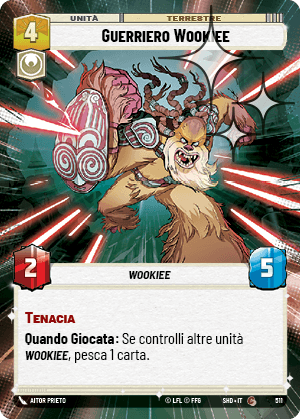 UNITÀ
TERRESTRE
4
GUERRIERO WOOKIEE
2
WOOKIEE
5
TENACIA
Quando Giocata: Se controlli altre unità
WOOKIEE, pesca 1 carta.
AITOR PRIETO
© LFL © FFG
SHD • IT
511